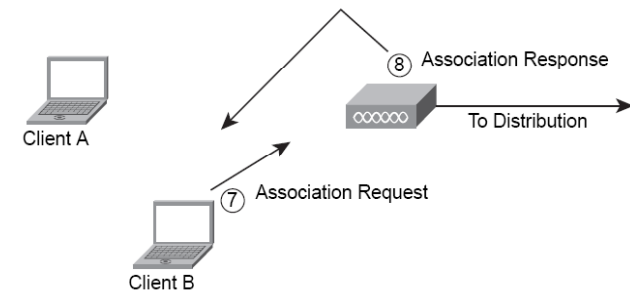 ⑧ Association Response
To Distribution
Client A
⑦ Association Request
Client B